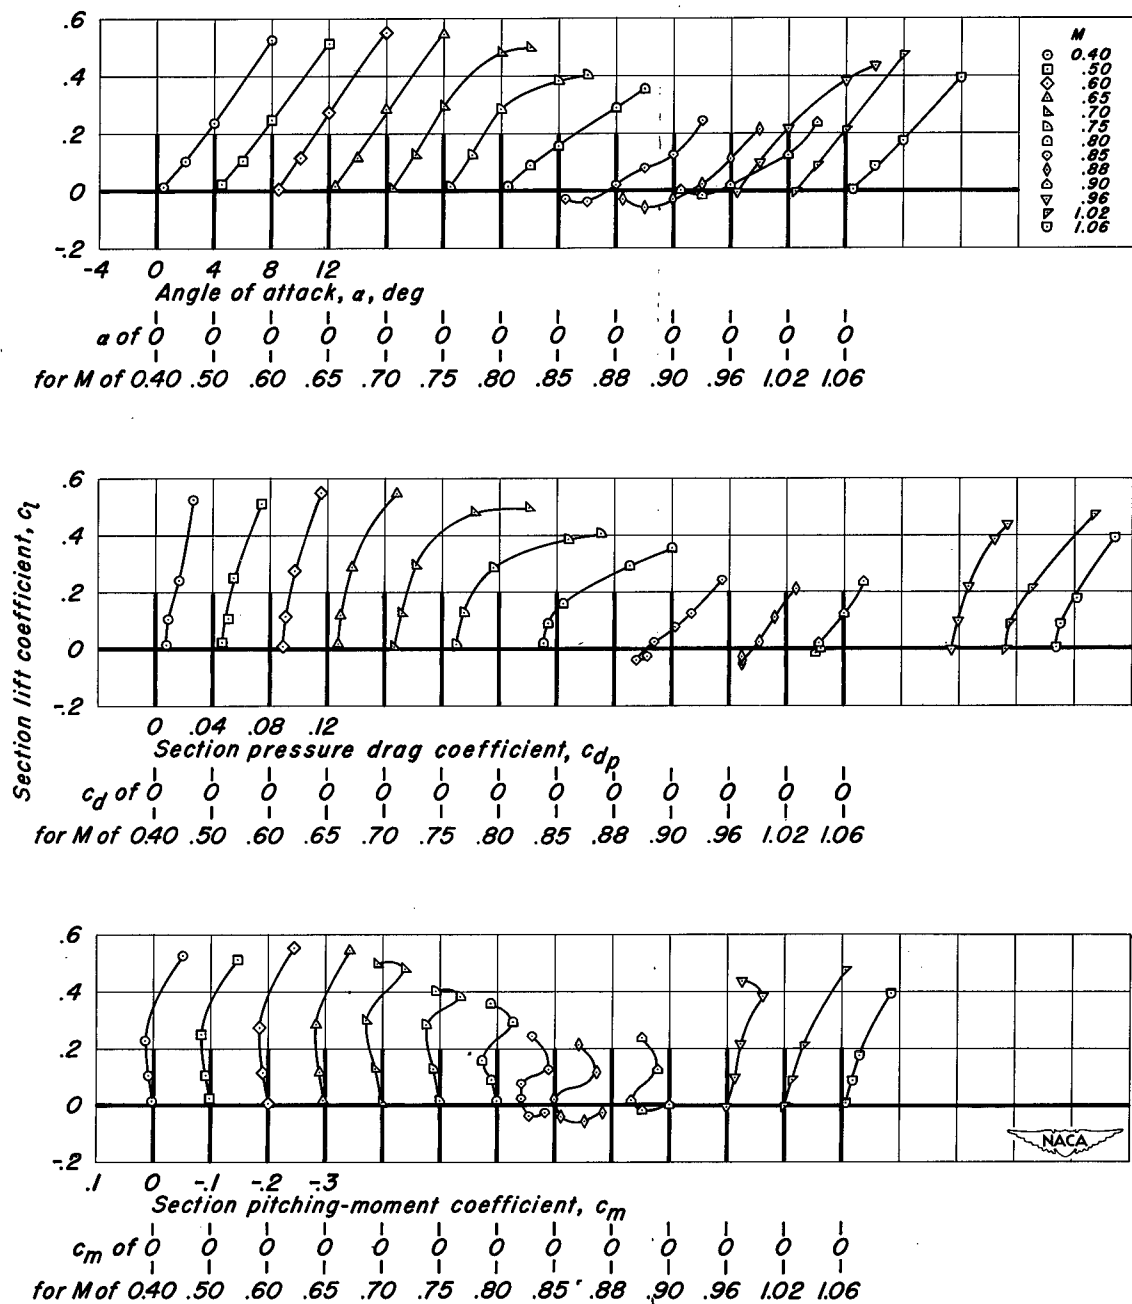 .6
.4
.2
0
-.2
M
0.40
.50
.60
.65
.70
.75
.80
.85
.88
.90
.96
1.02
1.06
-4 0 4 8 12
Angle of attack, α, deg
α of 0 0 0 0 0 0 0 0 0 0 0 0 0
for M of 0.40 .50 .60 .65 .70 .75 .80 .85 .88 .90 .96 1.02 1.06
Section lift coefficient, cl
.6
.4
.2
0
-.2
0 .04 .08 .12
Section pressure drag coefficient, cdp
cd of 0 0 0 0 0 0 0 0 0 0 0 0 0
for M of 0.40 .50 .60 .65 .70 .75 .80 .85 .88 .90 .96 1.02 1.06
.6
.4
.2
0
-.2
NACA
.1 0 -.1 -.2 -.3
Section pitching-moment coefficient, cm
cm of 0 0 0 0 0 0 0 0 0 0 0 0 0
for M of 0.40 .50 .60 .65 .70 .75 .80 .85 .88 .90 .96 1.02 1.06